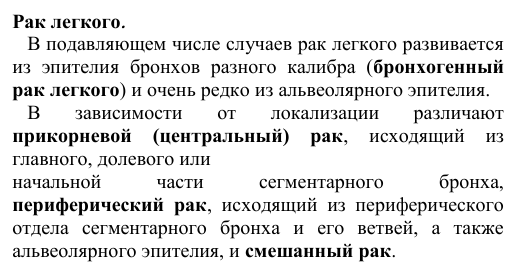 Рак легкого.
В подавляющем числе случаев рак легкого развивается
из эпителия бронхов разного калибра (бронхогенный
рак легкого) и очень редко из альвеолярного эпителия.
В зависимости от локализации различают
прикорневой (центральный) рак, исходящий из
главного, долевого или
начальной части сегментарного бронха,
периферический рак, исходящий из периферического
отдела сегментарного бронха и его ветвей, а также
альвеолярного эпителия, и смешанный рак.